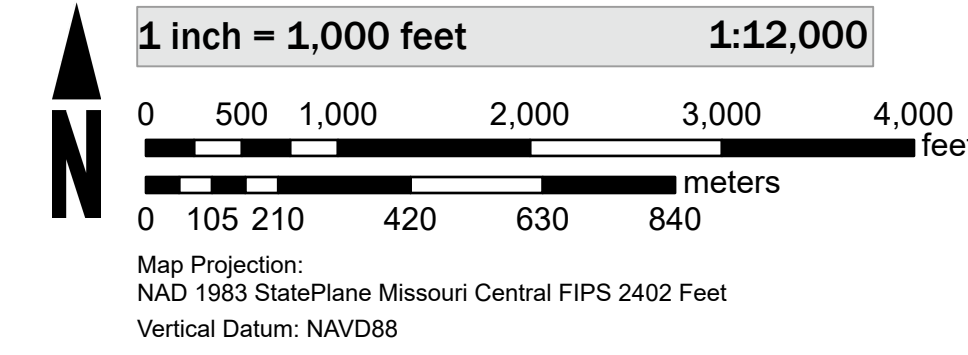 1 inch = 1,000 feet 1:12,000
0 500 1,000 2,000 3,000 4,000
feet
meters
0 105 210 420 630 840
N
Map Projection:
NAD 1983 StatePlane Missouri Central FIPS 2402 Feet
Vertical Datum: NAVD88